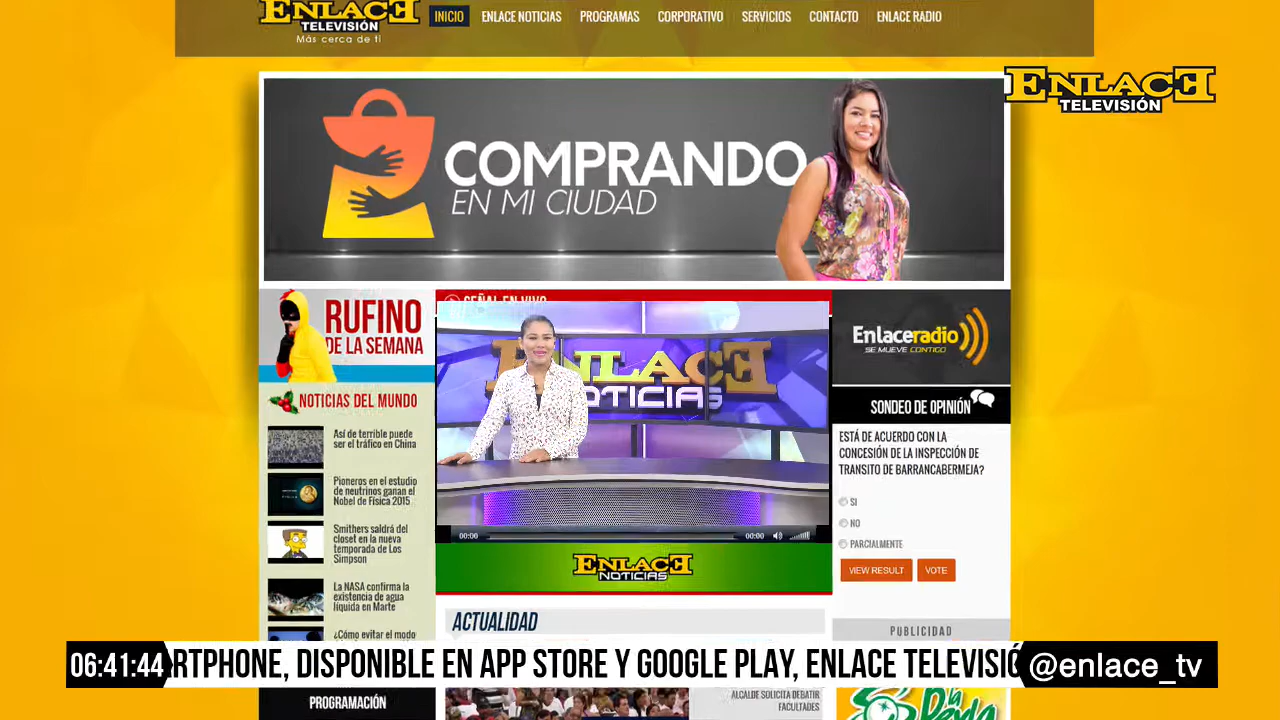 ENLACE
TELEVISIÓN
Más cerca de ti
INICIO
ENLACE NOTICIAS
PROGRAMAS
CORPORATIVO
SERVICIOS
CONTACTO
ENLACE RADIO
ENLACE
TELEVISIÓN
COMPRANDO
EN MI CIUDAD
RUFINO
DE LA SEMANA
NOTICIAS DEL MUNDO
Así de terrible puede
ser el tráfico en China
Pioneros en el estudio
de neutrinos ganan el
Nobel de Física 2015
Smithers saldrá del
closet en la nueva
temporada de Los
Simpson
La NASA confirma la
existencia de agua
líquida en Marte
¿Cómo evitar el modo
PROGRAMACIÓN
SEÑAL EN VIVO
ENLACE
NOTICIAS
00:00
00:00
ENLACE
NOTICIAS
ACTUALIDAD
ALCALDE SOLICITA DEBATIR
FACULTADES
Enlaceradio
SE MUEVE CONTIGO
SONDEO DE OPINIÓN
ESTÁ DE ACUERDO CON LA
CONCESIÓN DE LA INSPECCIÓN DE
TRANSITO DE BARRANCABERMEJA?
SI
NO
PARCIALMENTE
VIEW RESULT
VOTE
PUBLICIDAD
la
06:41:44
RTPHONE, DISPONIBLE EN APP STORE Y GOOGLE PLAY, ENLACE TELEVISIÓ
@enlace_tv